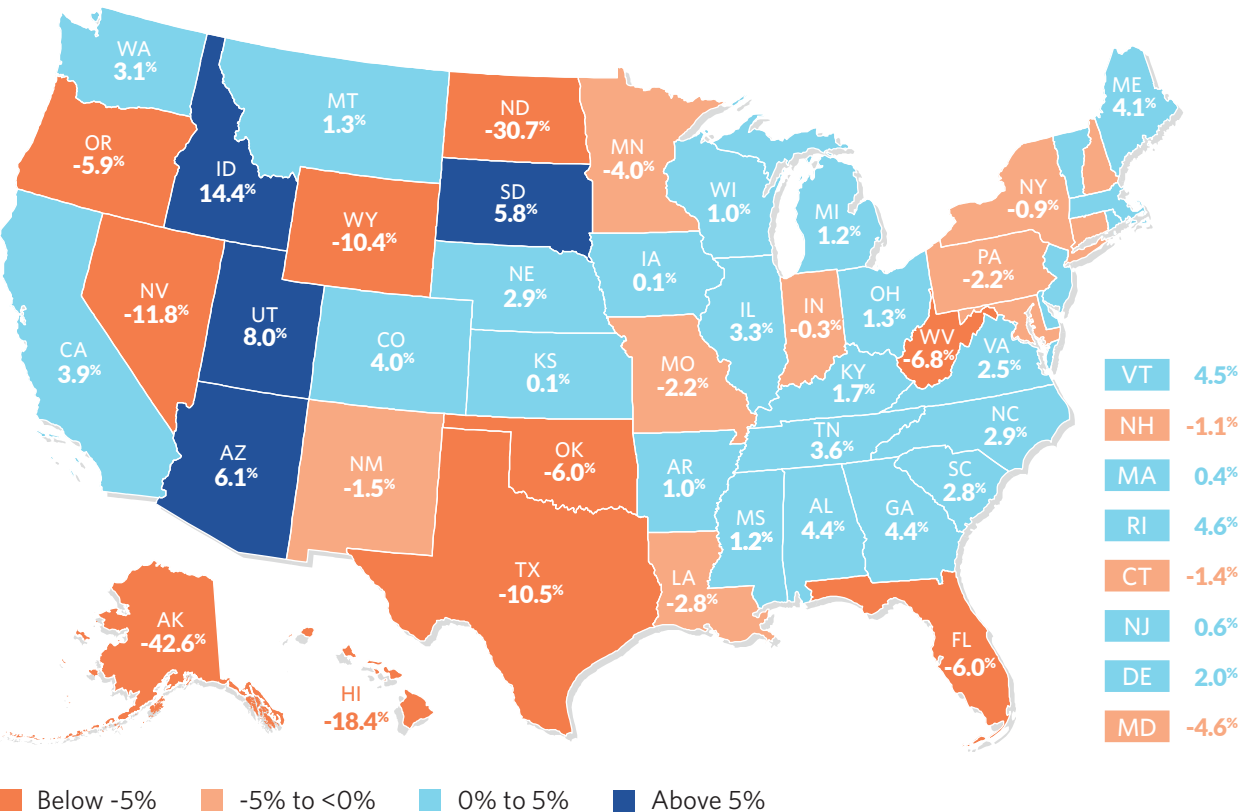 WA
3.1%
MT
1.3%
ND
-30.7%
MN
-4.0%
ME
4.1%
OR
-5.9%
ID
14.4%
WY
-10.4%
SD
5.8%
WI
1.0%
MI
1.2%
NY
-0.9%
NV
-11.8%
UT
8.0%
CO
4.0%
NE
2.9%
IA
0.1%
IL
3.3%
IN
-0.3%
OH
1.3%
PA
-2.2%
CA
3.9%
KS
0.1%
MO
-2.2%
KY
1.7%
WV
-6.8%
VA
2.5%
AZ
6.1%
NM
-1.5%
OK
-6.0%
AR
1.0%
TN
3.6%
NC
2.9%
SC
2.8%
MS
1.2%
AL
4.4%
GA
4.4%
TX
-10.5%
LA
-2.8%
FL
-6.0%
AK
-42.6%
HI
-18.4%
VT 4.5%
NH -1.1%
MA 0.4%
RI 4.6%
CT -1.4%
NJ 0.6%
DE 2.0%
MD -4.6%
Below -5% -5% to <0% 0% to 5% Above 5%